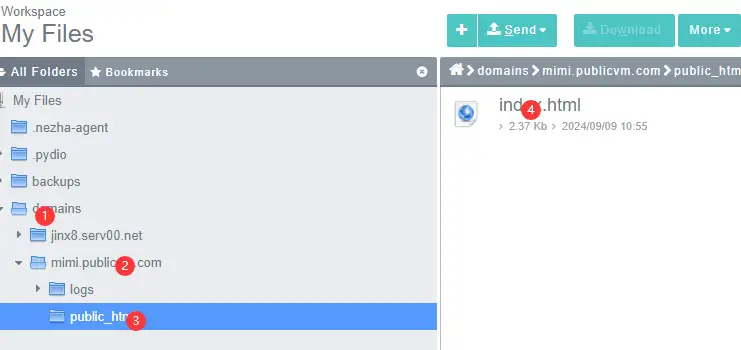 Workspace
My Files
Send
Download
More
All Folders
Bookmarks
domains
mimi.publicvm.com
public_htm
My Files
.nezha-agent
.pydio
backups
domains
1
jinx8.serv00.net
mimi.public
2
.com
logs
public_htm
3
index.html
4
2.37 Kb
2024/09/09 10:55